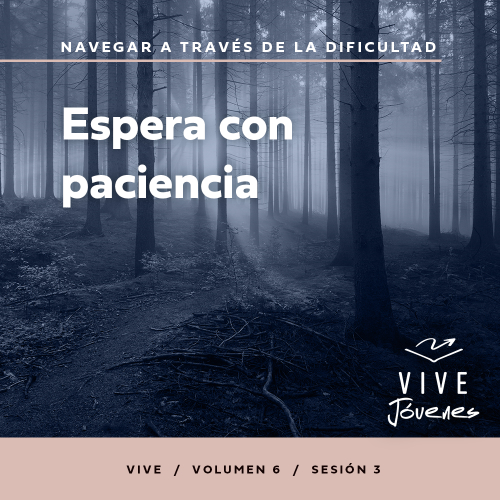 NAVEGAR A TRAVÉS DE LA DIFICULTAD
Espera con
paciencia
VIVE
Jóvenes
VIVE / VOLUMEN 6 / SESIÓN 3